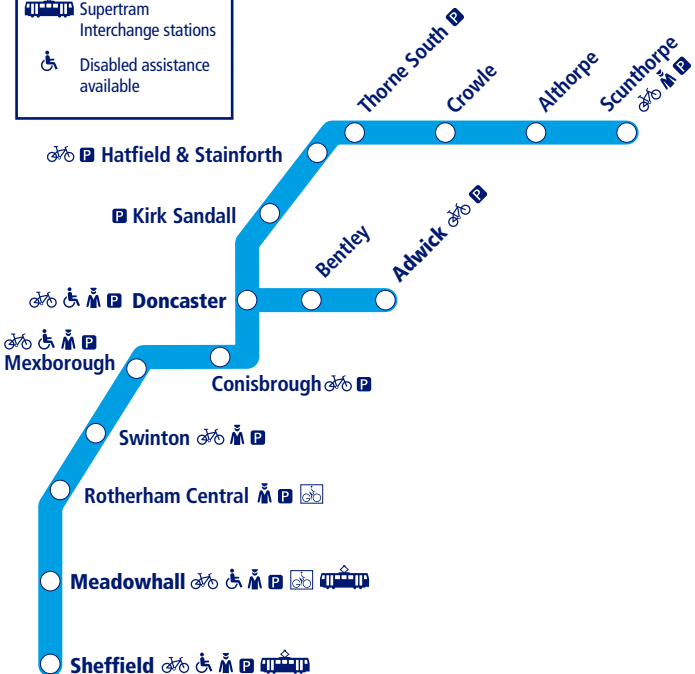 Supertram
Interchange stations
Disabled assistance
available
Thorne South P
Crowle
Althorpe
Scunthorpe
P
P Hatfield & Stainforth
P Kirk Sandall
Bentley
Adwick P
P Doncaster
P
Mexborough
Conisbrough P
Swinton P
Rotherham Central P
Meadowhall P
Sheffield P